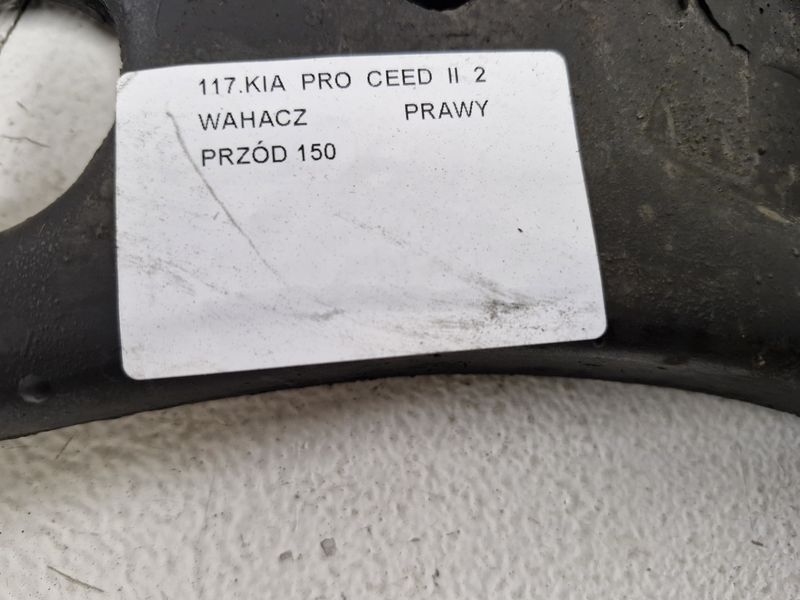 117.KIA PRO CEED II 2
WAHACZ PRAWY
PRZÓD 150